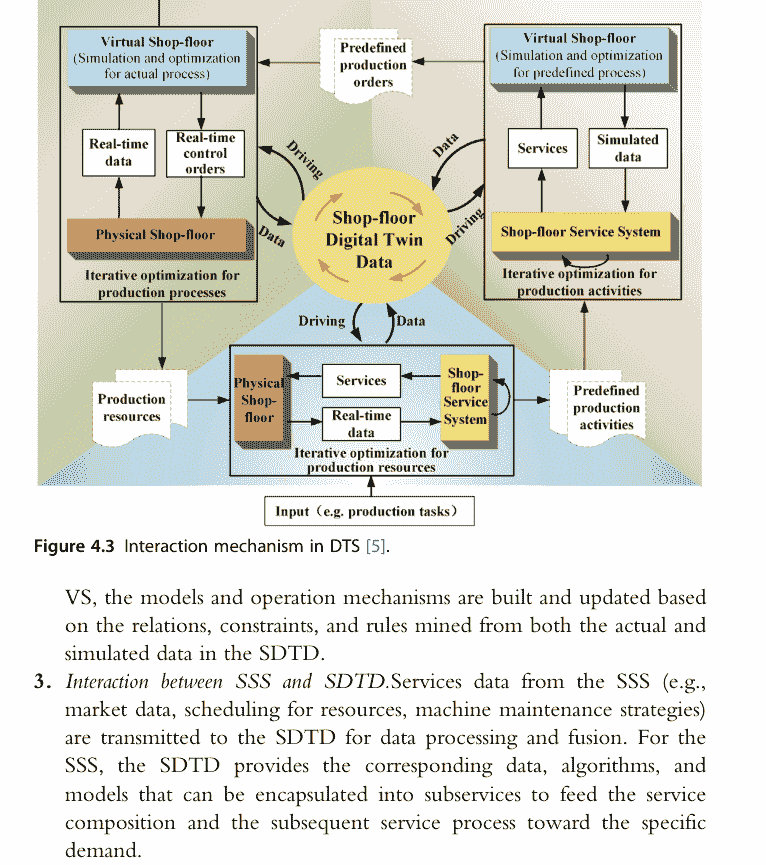 Virtual Shop-floor
(Simulation and optimization
for actual process)
Predefined
production
orders
Virtual Shop-floor
(Simulation and optimization
for predefined process)
Real-time
data
Real-time
control
orders
Driving
Data
Services
Simulated
data
Physical Shop-floor
Data
Shop-floor
Digital Twin
Data
Driving
Shop-floor Service System
Iterative optimization for
production processes
Iterative optimization for
production activities
Driving
Data
Production
resources
Physical
Shop-
floor
Services
Real-time
data
Shop-
floor
Service
System
Iterative optimization for
production resources
Predefined
production
activities
Input（e.g. production tasks）
Figure 4.3 Interaction mechanism in DTS [5].
VS, the models and operation mechanisms are built and updated based
on the relations, constraints, and rules mined from both the actual and
simulated data in the SDTD.
3. Interaction between SSS and SDTD.Services data from the SSS (e.g.,
market data, scheduling for resources, machine maintenance strategies)
are transmitted to the SDTD for data processing and fusion. For the
SSS, the SDTD provides the corresponding data, algorithms, and
models that can be encapsulated into subservices to feed the service
composition and the subsequent service process toward the specific
demand.